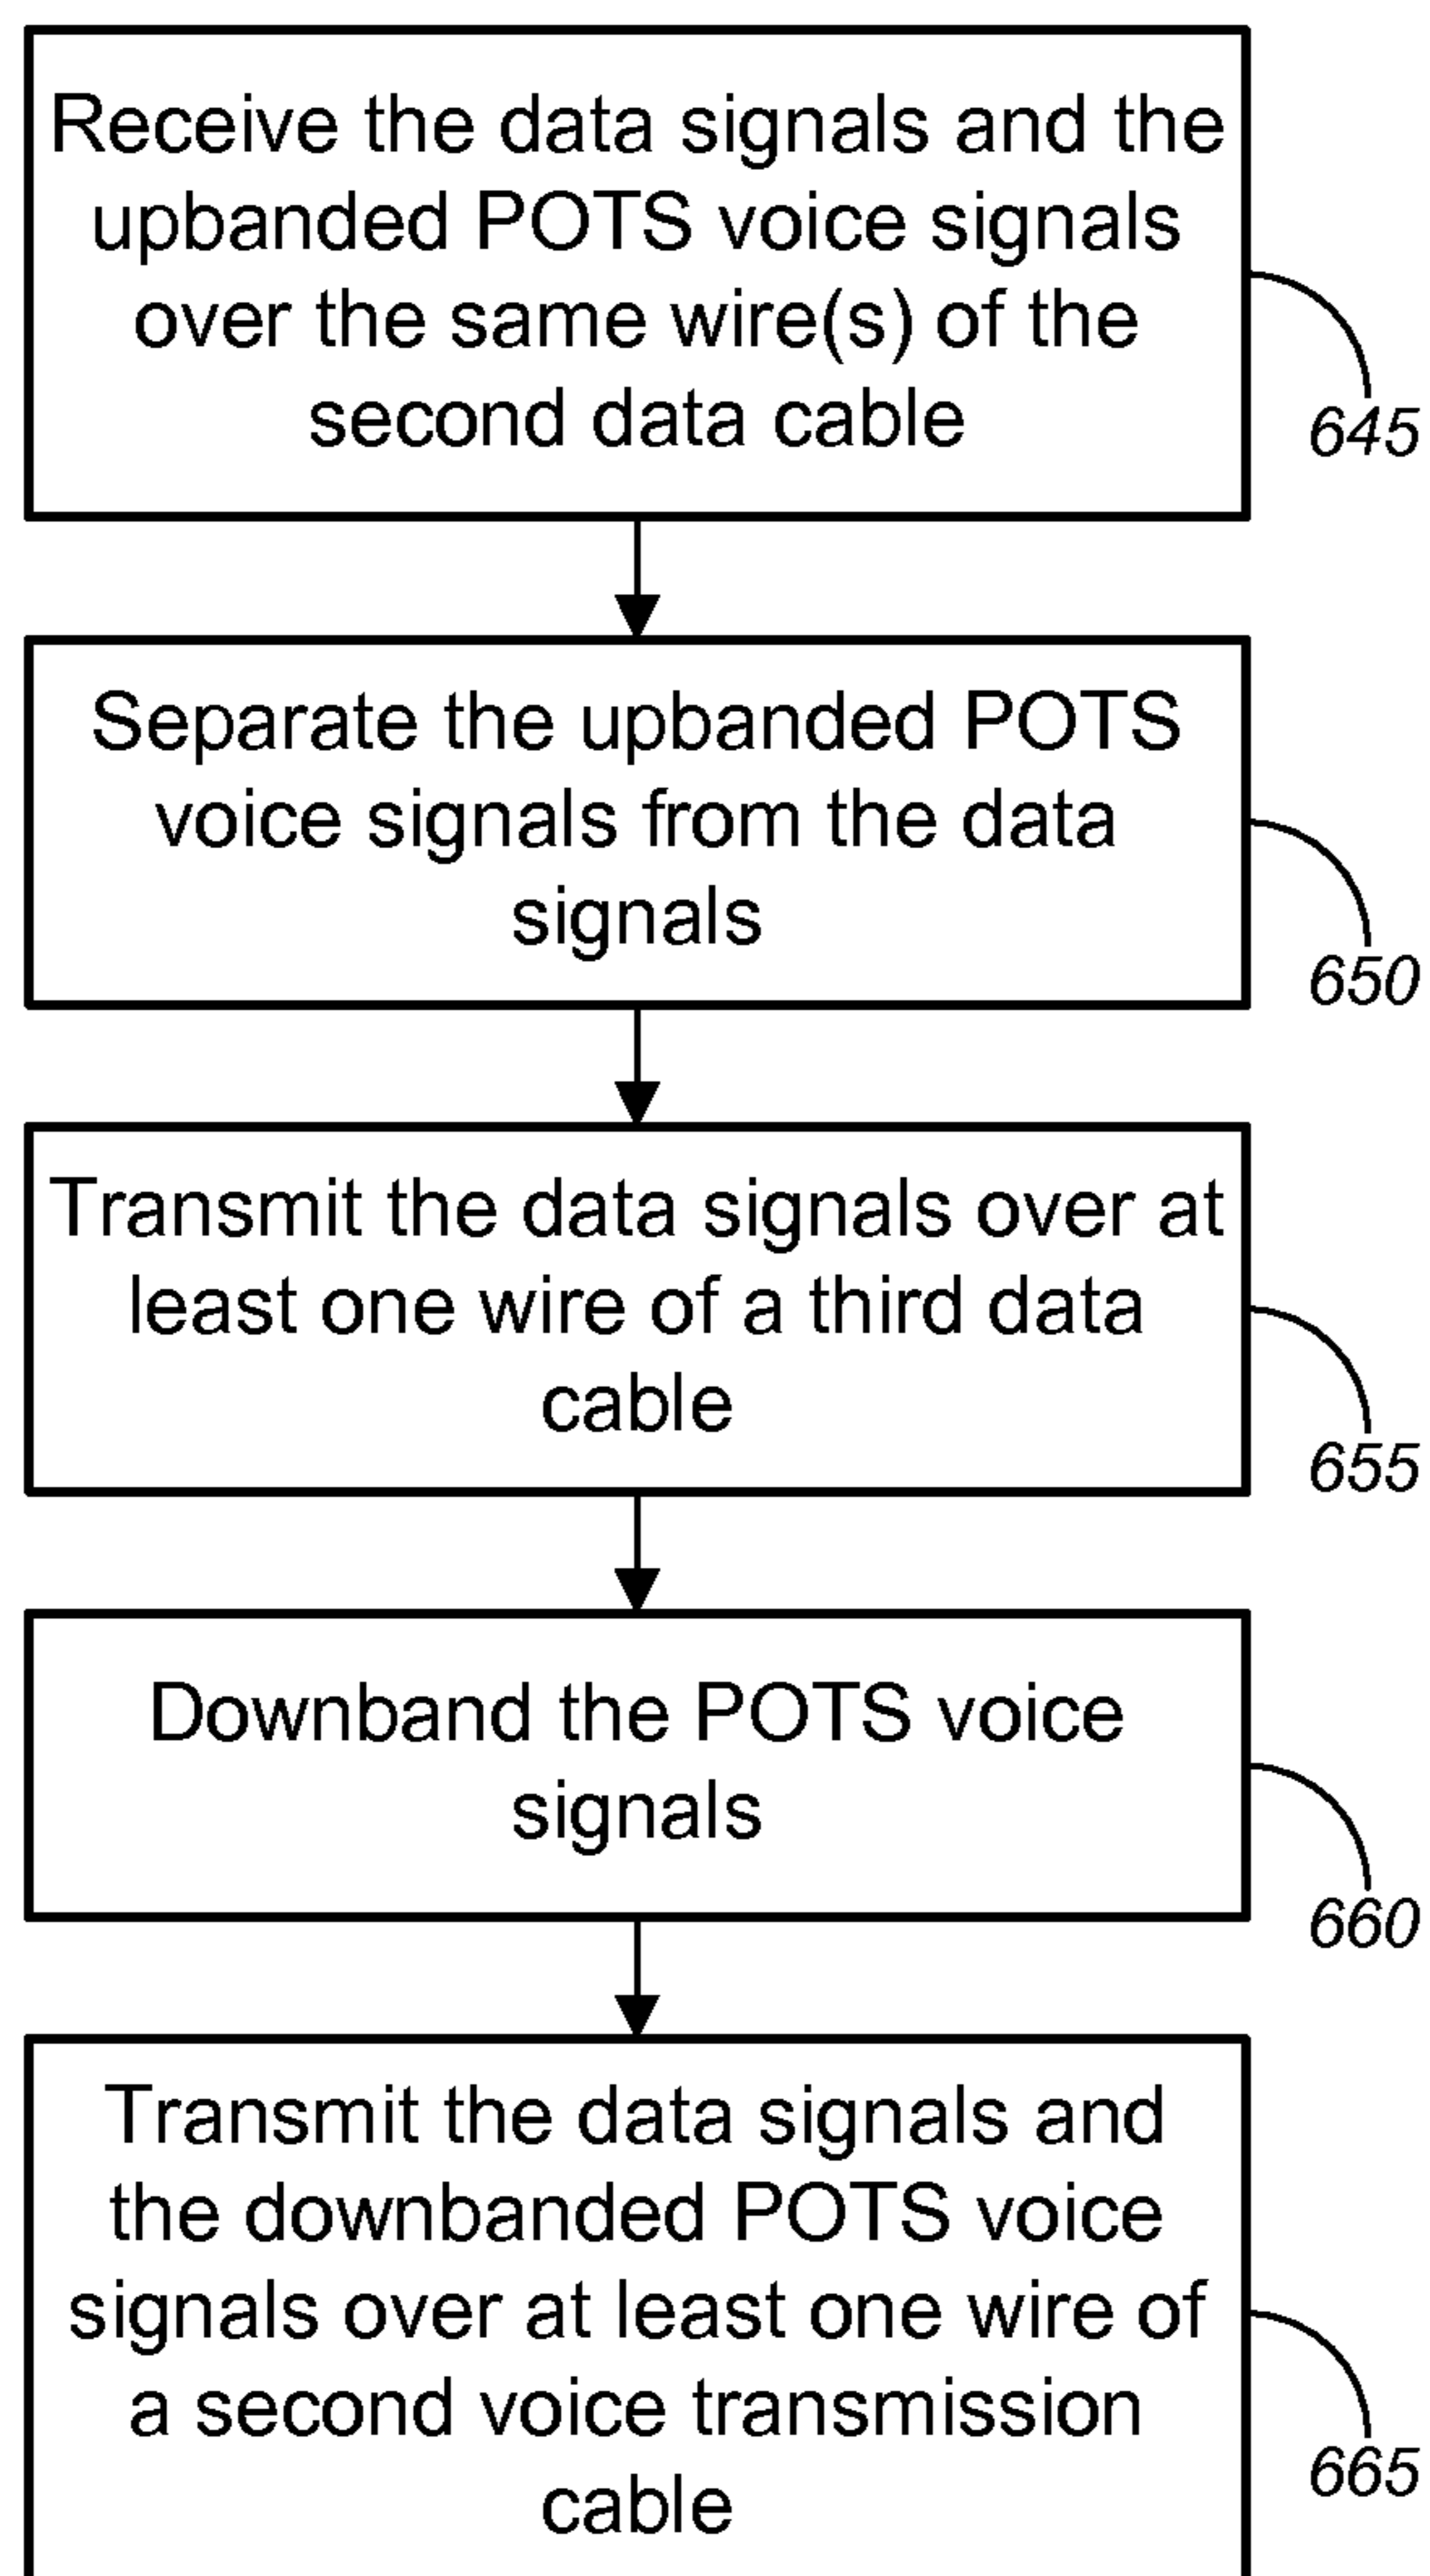 Receive the data signals and the
upbanded POTS voice signals
over the same wire(s) of the
second data cable
645
Separate the upbanded POTS
voice signals from the data
signals
650
Transmit the data signals over at
least one wire of a third data
cable
655
Downband the POTS voice
signals
660
Transmit the data signals and
the downbanded POTS voice
signals over at least one wire of
a second voice transmission
cable
665